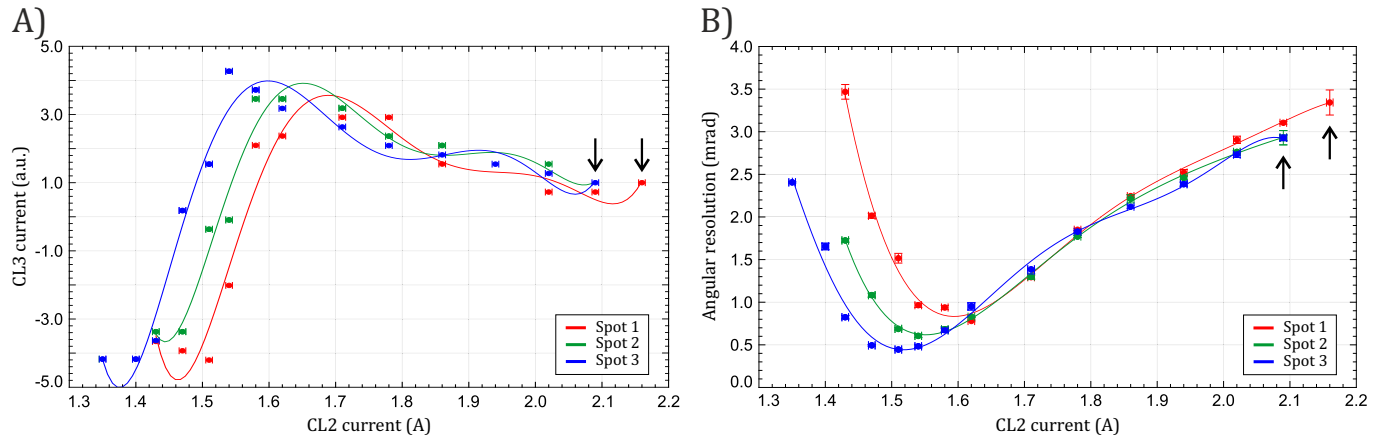 A)
5.0
3.0
1.0
-1.0
-3.0
-5.0
CL3 current (a.u.)
1.3 1.4 1.5 1.6 1.7 1.8 1.9 2.0 2.1 2.2
CL2 current (A)
Spot 1
Spot 2
Spot 3
B)
4.0
3.5
3.0
2.5
2.0
1.5
1.0
0.5
0.0
Angular resolution (mrad)
1.3 1.4 1.5 1.6 1.7 1.8 1.9 2.0 2.1 2.2
CL2 current (A)
Spot 1
Spot 2
Spot 3